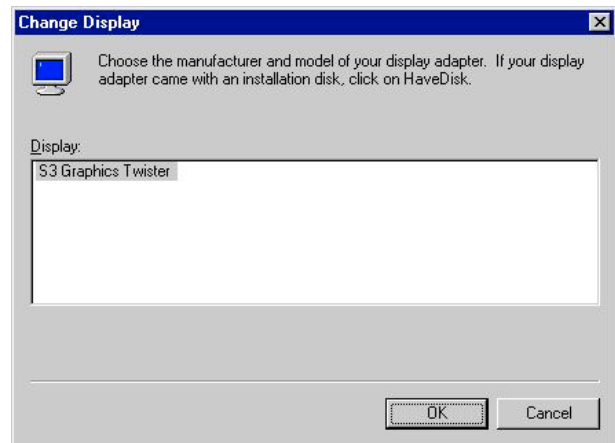 Change Display
Choose the manufacturer and model of your display adapter. If your display
adapter came with an installation disk, click on HaveDisk.
Display:
S3 Graphics Twister
OK
Cancel